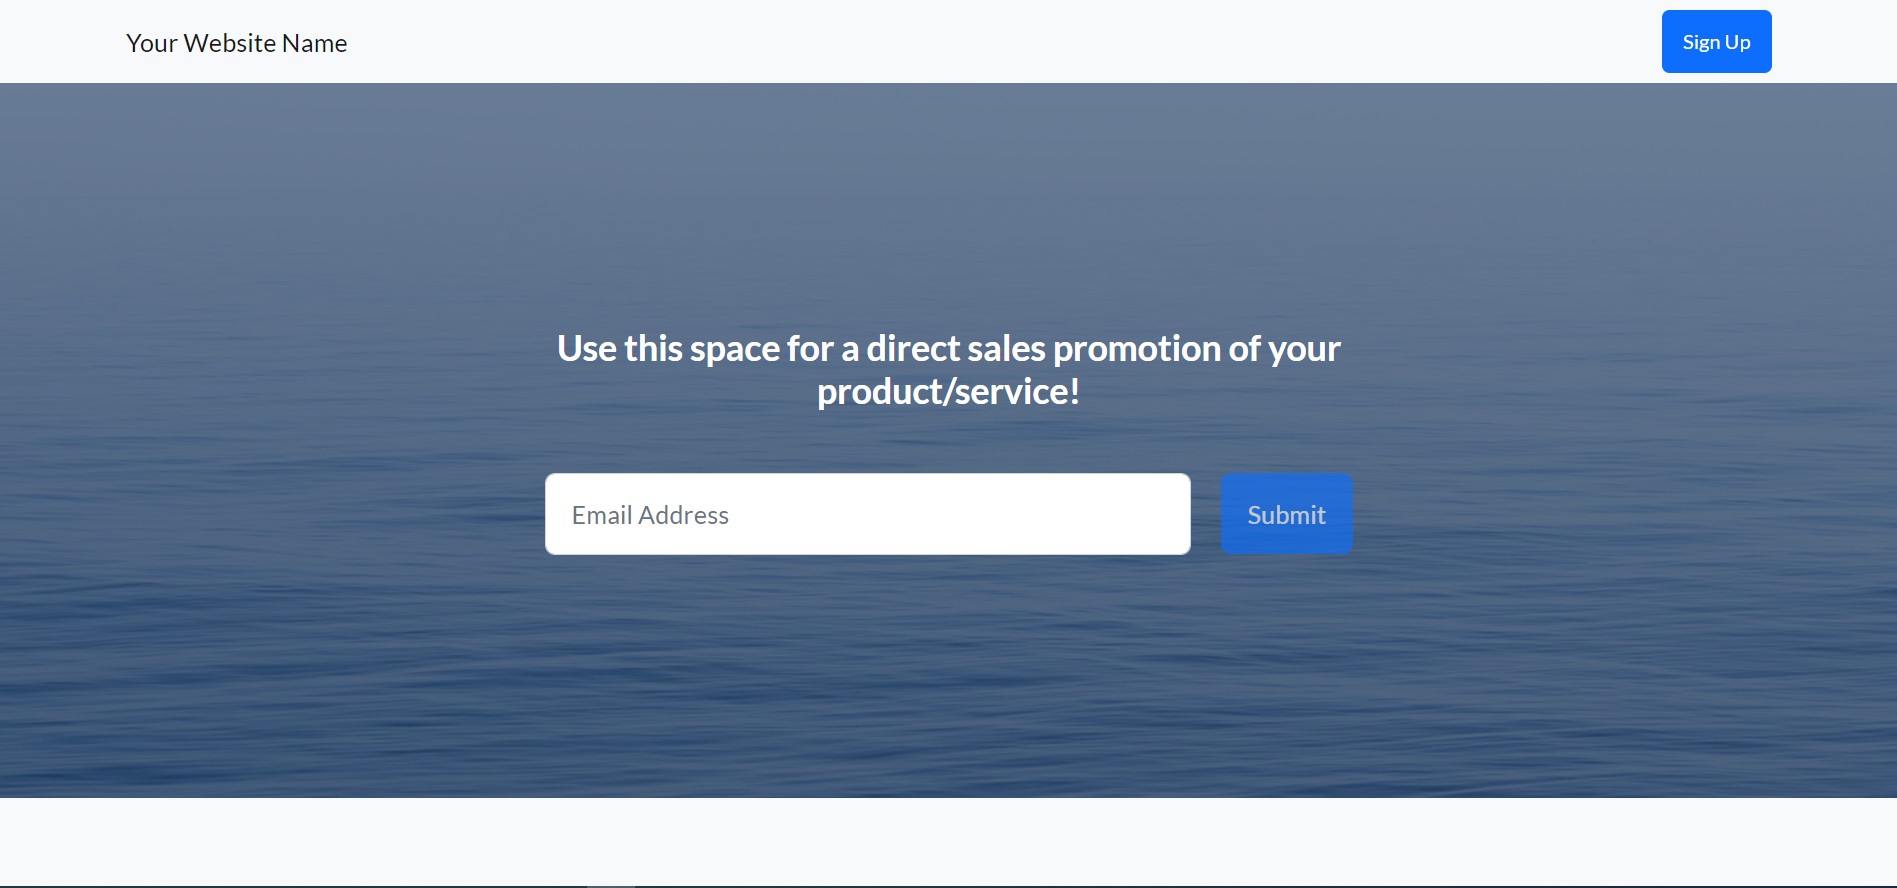 Your Website Name
Sign Up
Use this space for a direct sales promotion of your
product/service!
Email Address
Submit